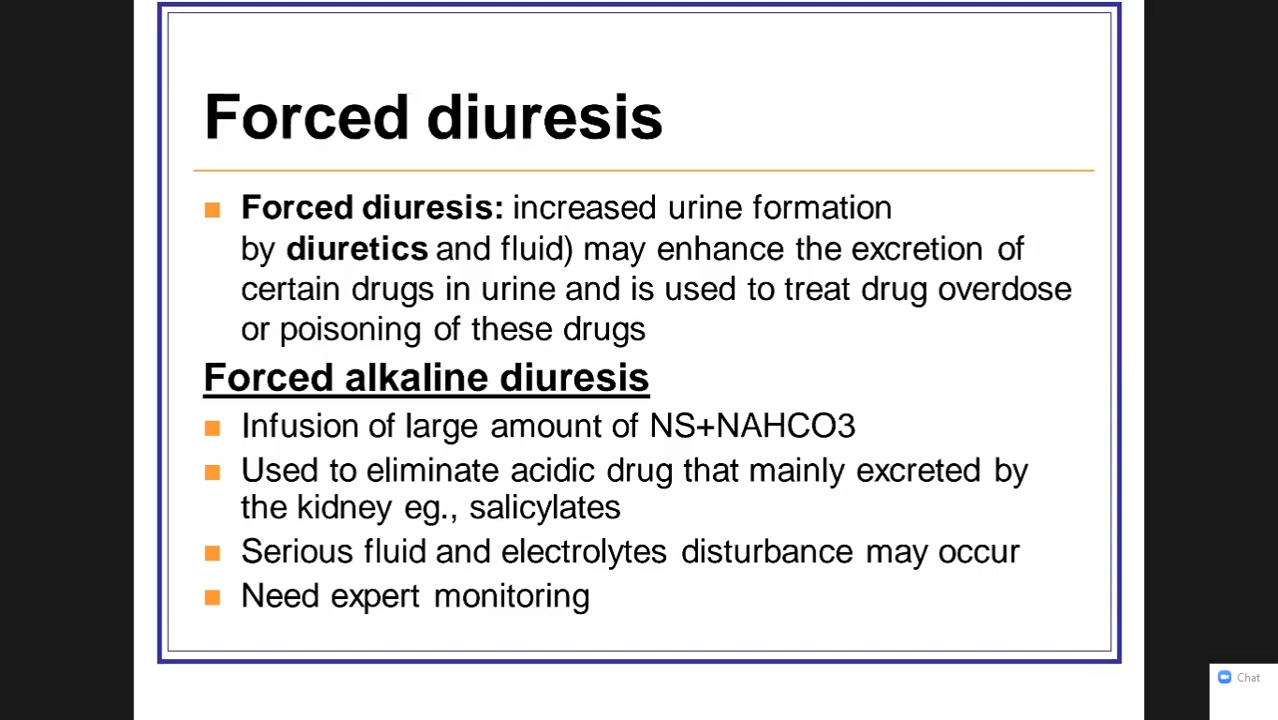 Forced diuresis
Forced diuresis: increased urine formation
by diuretics and fluid) may enhance the excretion of
certain drugs in urine and is used to treat drug overdose
or poisoning of these drugs
Forced alkaline diuresis
Infusion of large amount of NS+NAHCO3
Used to eliminate acidic drug that mainly excreted by
the kidney eg., salicylates
Serious fluid and electrolytes disturbance may occur
Need expert monitoring
Chat